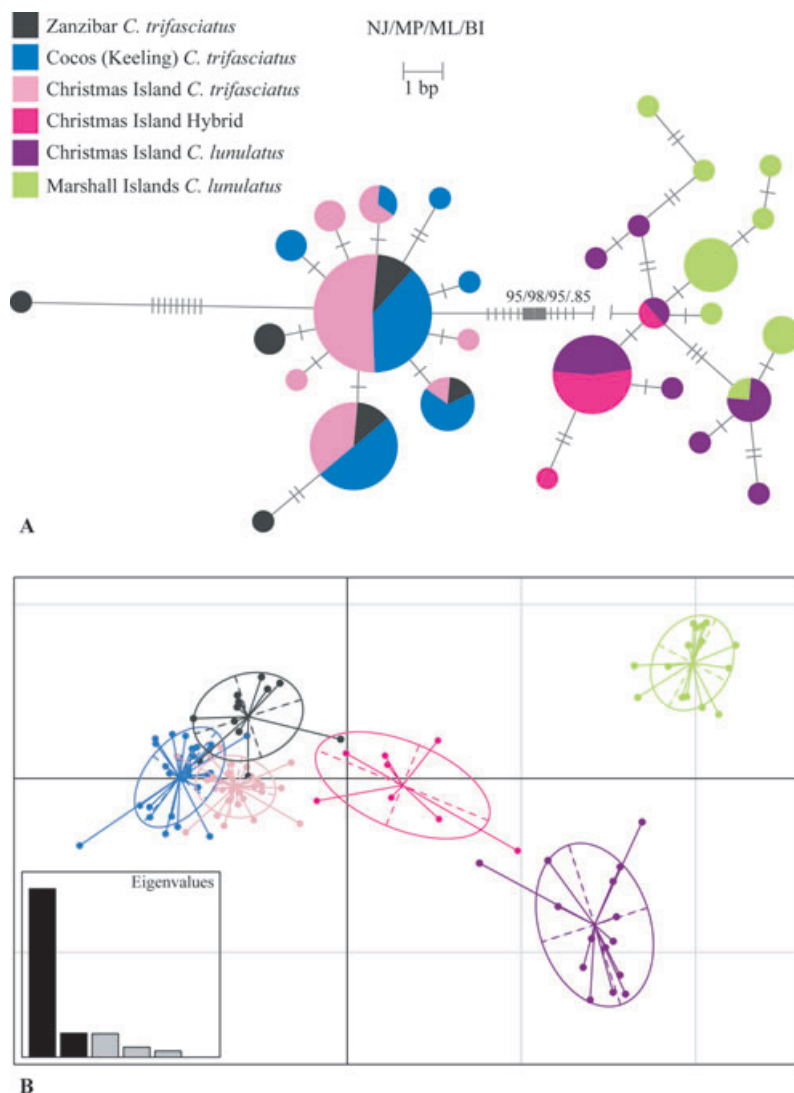 Zanzibar C. trifasciatus
Cocos (Keeling) C. trifasciatus
Christmas Island C. trifasciatus
Christmas Island Hybrid
Christmas Island C. lunulatus
Marshall Islands C. lunulatus
NJ/MP/ML/BI
1 bp
95/98/95/.85
A
Eigenvalues
B